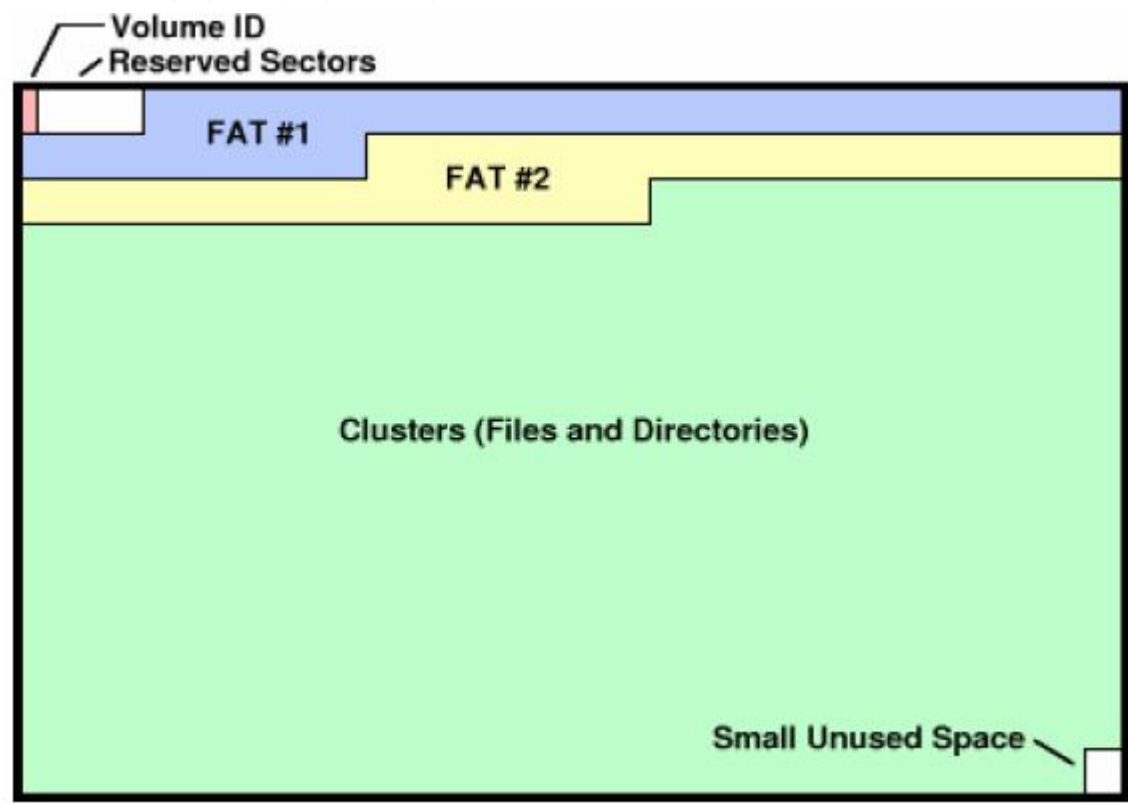 Volume ID
Reserved Sectors
FAT #1
FAT #2
Clusters (Files and Directories)
Small Unused Space